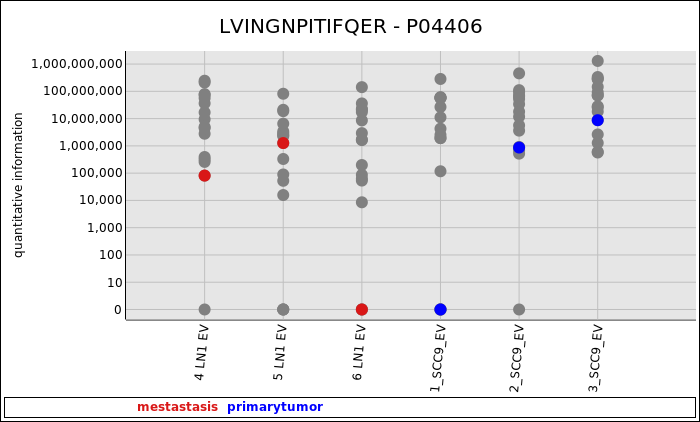 LVINGNPITIFQER - P04406
quantitative information
1,000,000,000
100,000,000
10,000,000
1,000,000
100,000
10,000
1,000
100
10
0
4 LN1 EV
5 LN1 EV
6 LN1 EV
1_SCC9_EV
2_SCC9_EV
3_SCC9_EV
mestastasis primarytumor